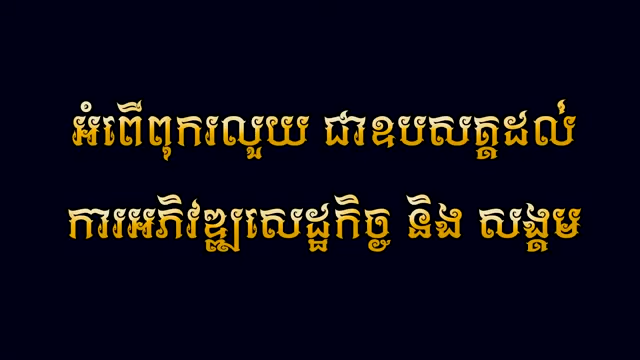 អំពើពុករលួយ ជាឧបសគ្គដល់
ការអភិវឌ្ឍសេដ្ឋកិច្ច និង សង្គម